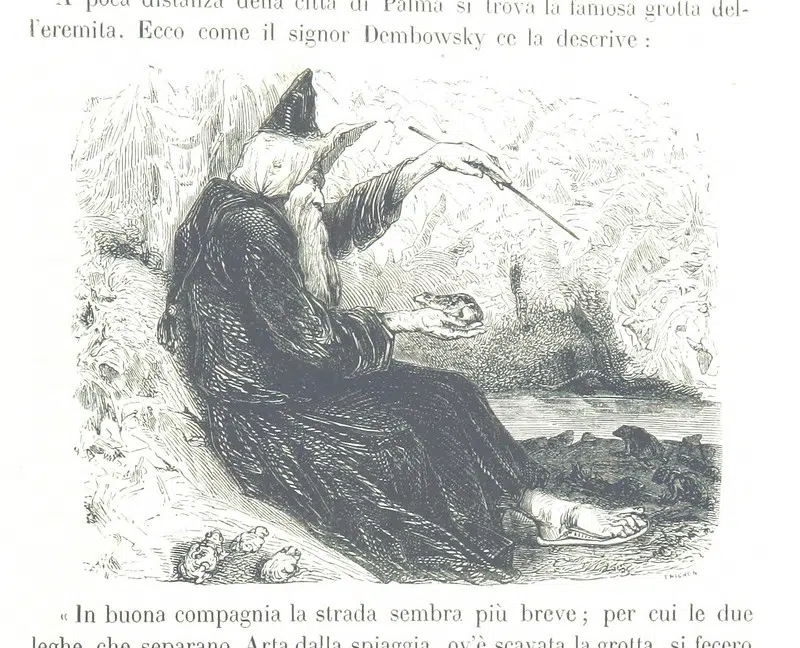 A poca distanza della città di Palma si trova la famosa grotta del-
l'eremita. Ecco come il signor Dembowsky ce la descrive :
« In buona compagnia la strada sembra più breve ; per cui le due
leghe che separano Arta dalla spiaggia, ov'è scavata la grotta, si fecero